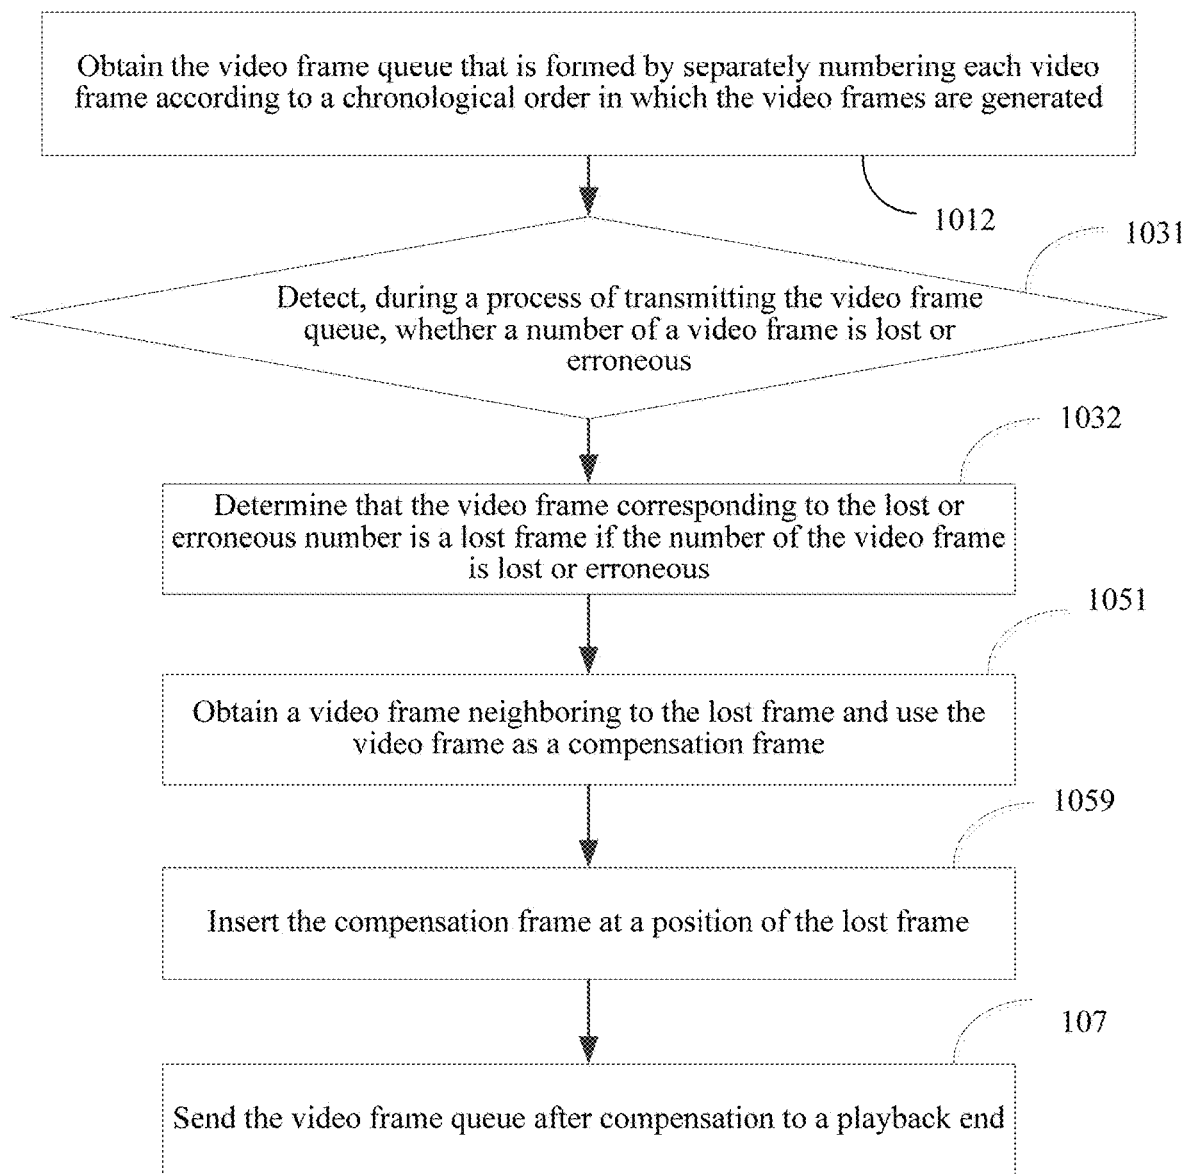 Obtain the video frame queue that is formed by separately numbering each video
frame according to a chronological order in which the video frames are generated
1012
1031
Detect, during a process of transmitting the video frame
queue, whether a number of a video frame is lost or
erroneous
1032
Determine that the video frame corresponding to the lost or
erroneous number is a lost frame if the number of the video frame
is lost or erroneous
1051
Obtain a video frame neighboring to the lost frame and use the
video frame as a compensation frame
1059
Insert the compensation frame at a position of the lost frame
107
Send the video frame queue after compensation to a playback end